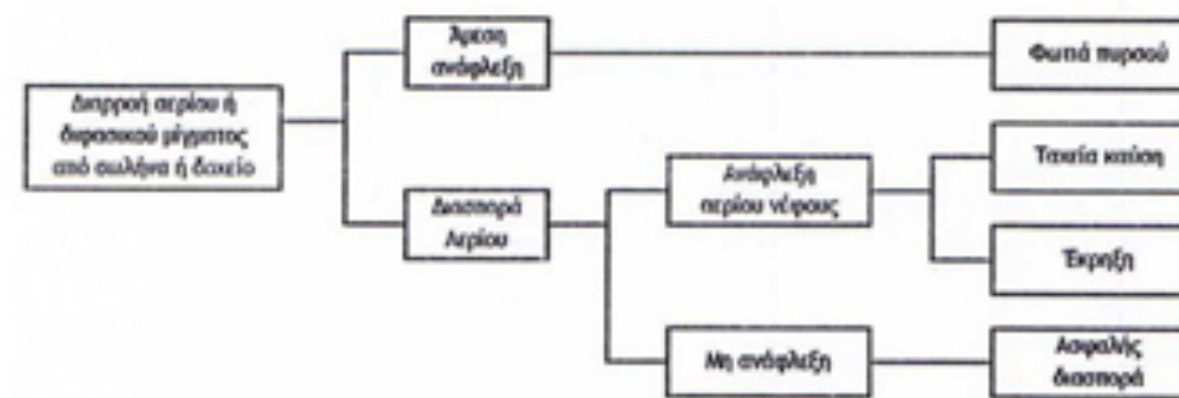 Διαρροή αερίου ή
διφασικού μίγματος
από σωλήνα ή δοχείο
Άμεση
ανάφλεξη
Φωτιά πυρσού
Διασπορά
Αερίου
Ανάφλεξη
αερίου νέφους
Ταχεία καύση
Έκρηξη
Μη ανάφλεξη
Ασφαλής
διασπορά